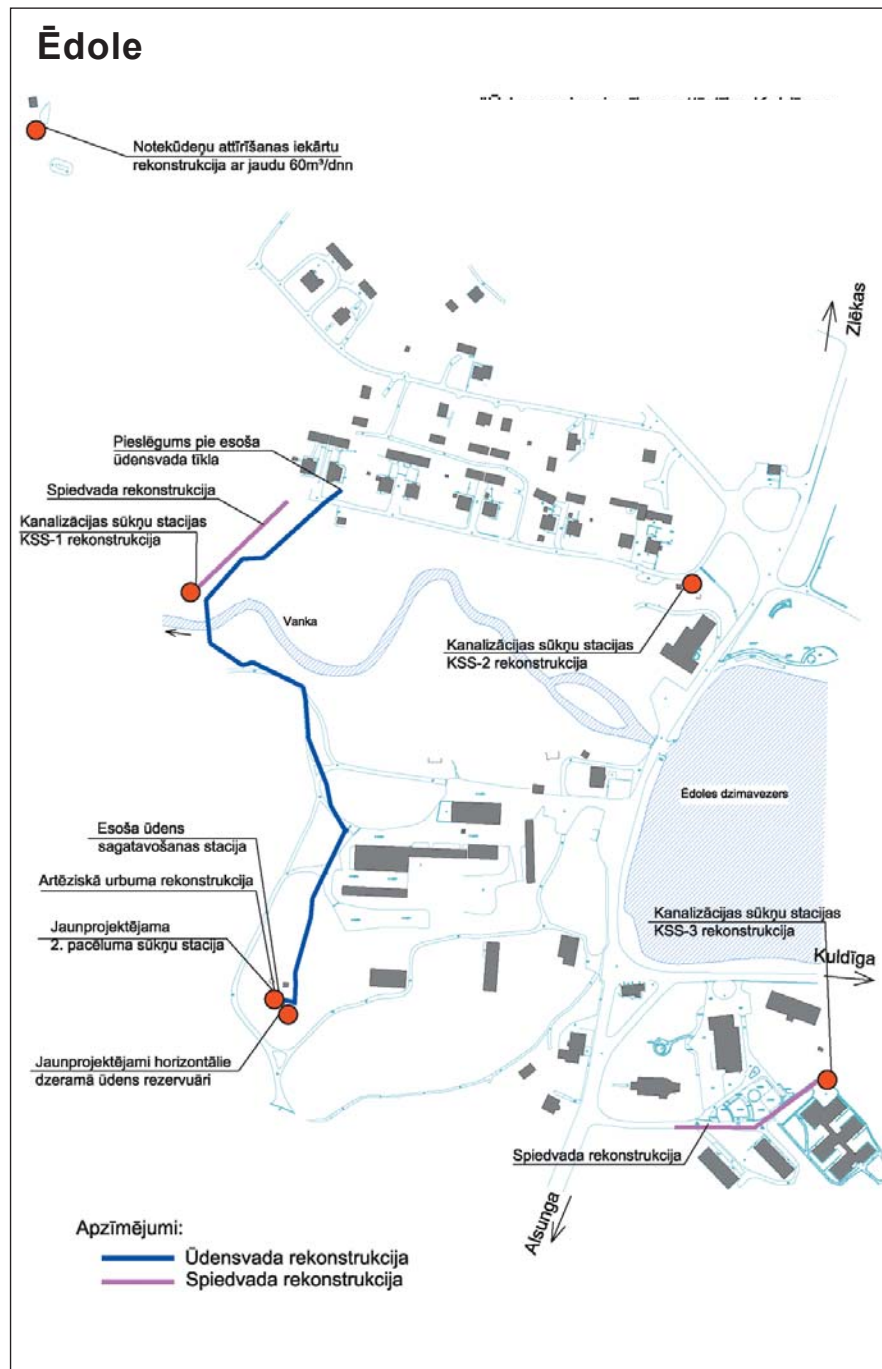 Ēdole
Notekūdeņu attīrīšanas iekārtu
rekonstrukcija ar jaudu 60m³/dnn
Zlēkas
Pieslēgums pie esoša
ūdensvada tīkla
Spiedvada rekonstrukcija
Kanalizācijas sūkņu stacijas
KSS-1 rekonstrukcija
Vanka
Kanalizācijas sūkņu stacijas
KSS-2 rekonstrukcija
Ēdoles dzirnavezers
Esoša ūdens
sagatavošanas stacija
Artēziskā urbuma rekonstrukcija
Jaunprojektējama
2. pacēluma sūkņu stacija
Kanalizācijas sūkņu stacijas
KSS-3 rekonstrukcija
Kuldīga
Jaunprojektējami horizontālie
dzeramā ūdens rezervuāri
Spiedvada rekonstrukcija
Alsunga
Apzīmējumi:
Ūdensvada rekonstrukcija
Spiedvada rekonstrukcija